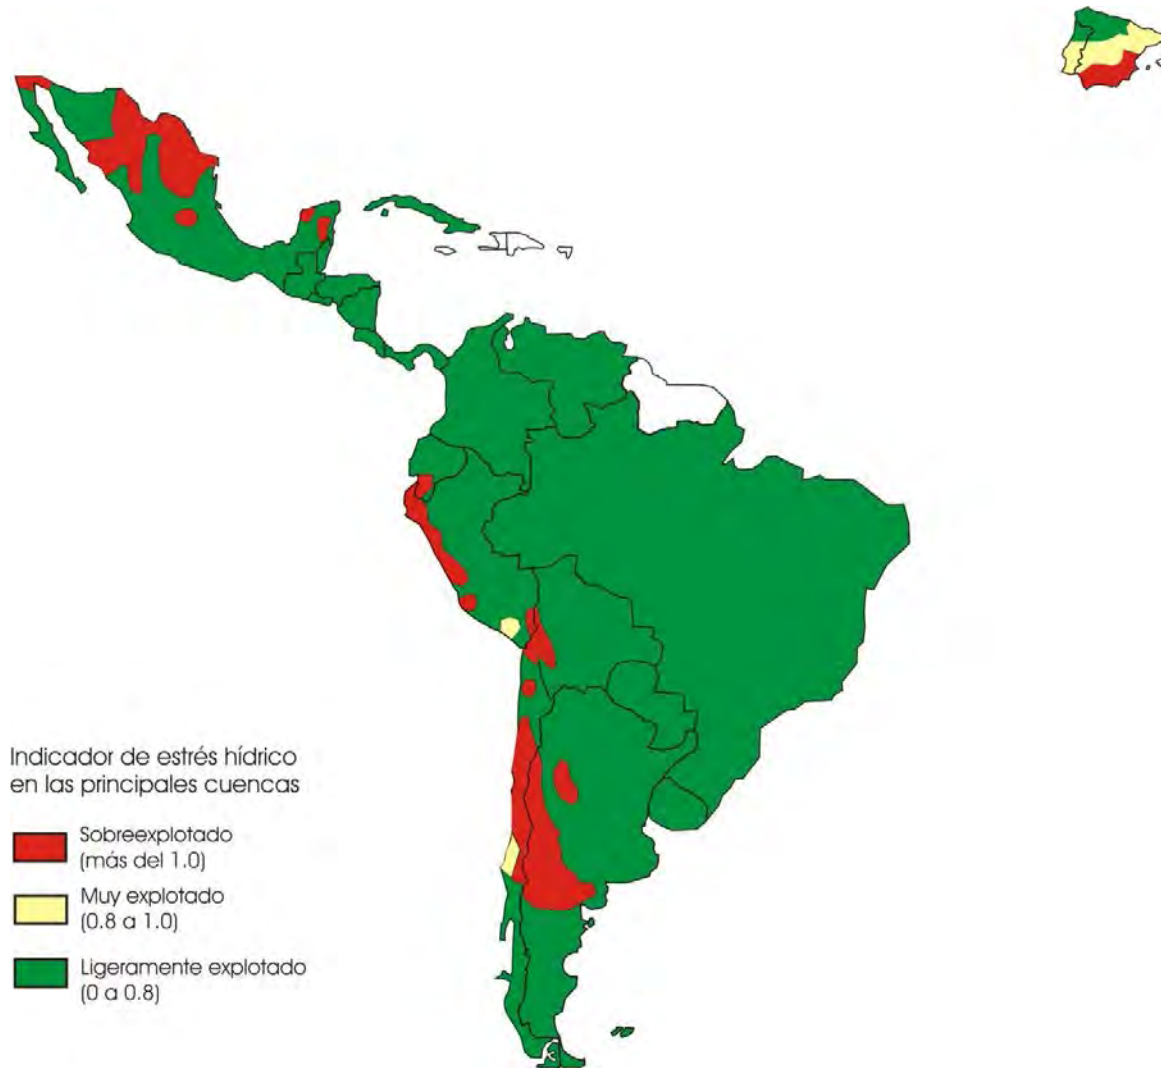 Indicador de estrés hídrico
en las principales cuencas
Sobreexplotado
(más del 1.0)
Muy explotado
(0.8 a 1.0)
Ligeramente explotado
(0 a 0.8)